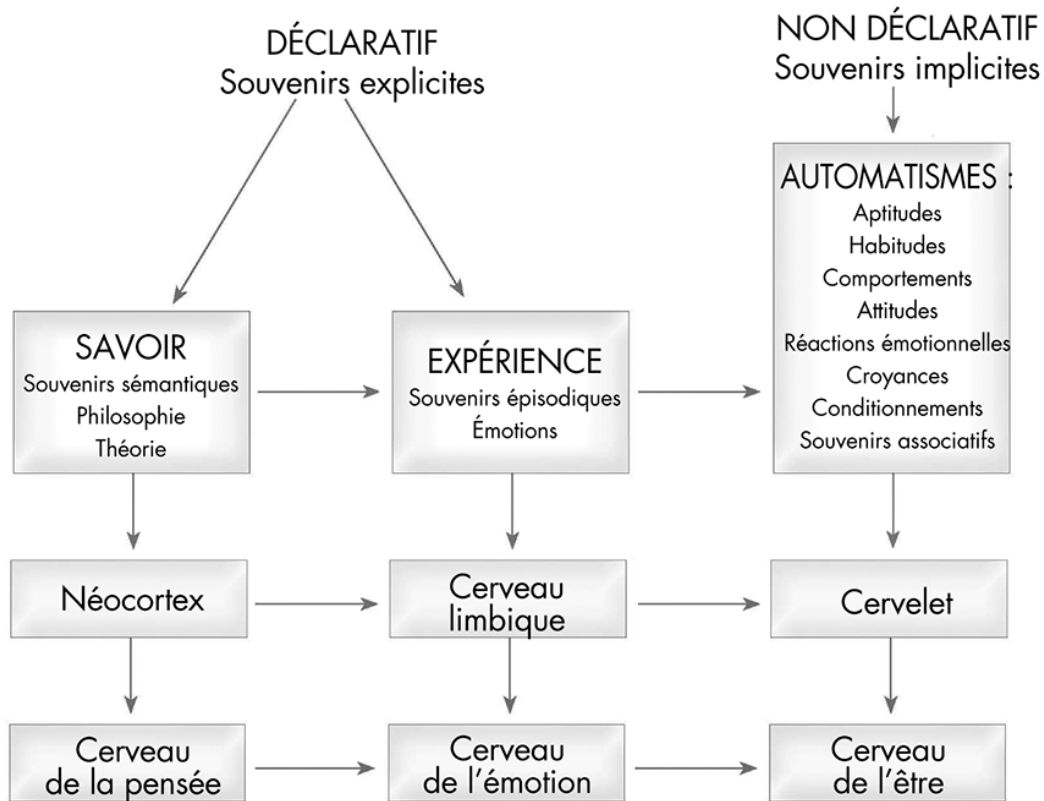 DÉCLARATIF
Souvenirs explicites
NON DÉCLARATIF
Souvenirs implicites
AUTOMATISMES :
Aptitudes
Habitudes
Comportements
Attitudes
Réactions émotionnelles
Croyances
Conditionnements
Souvenirs associatifs
SAVOIR
Souvenirs sémantiques
Philosophie
Théorie
EXPÉRIENCE
Souvenirs épisodiques
Émotions
Néocortex
Cerveau
limbique
Cervelet
Cerveau
de la pensée
Cerveau
de l'émotion
Cerveau
de l'être